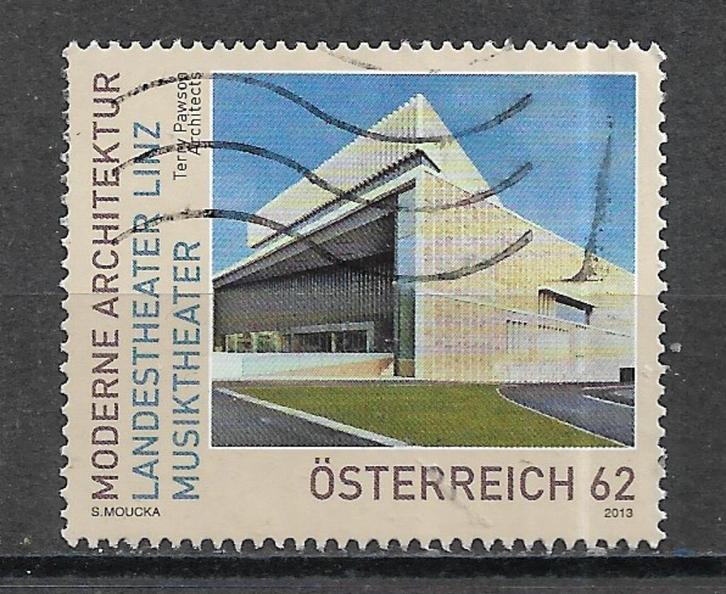 MODERNE ARCHITEKTUR
LANDESTHEATER LINZ
MUSIKTHEATER
Terry Pawson
Architects
ÖSTERREICH 62
S.MOUCKA
2013